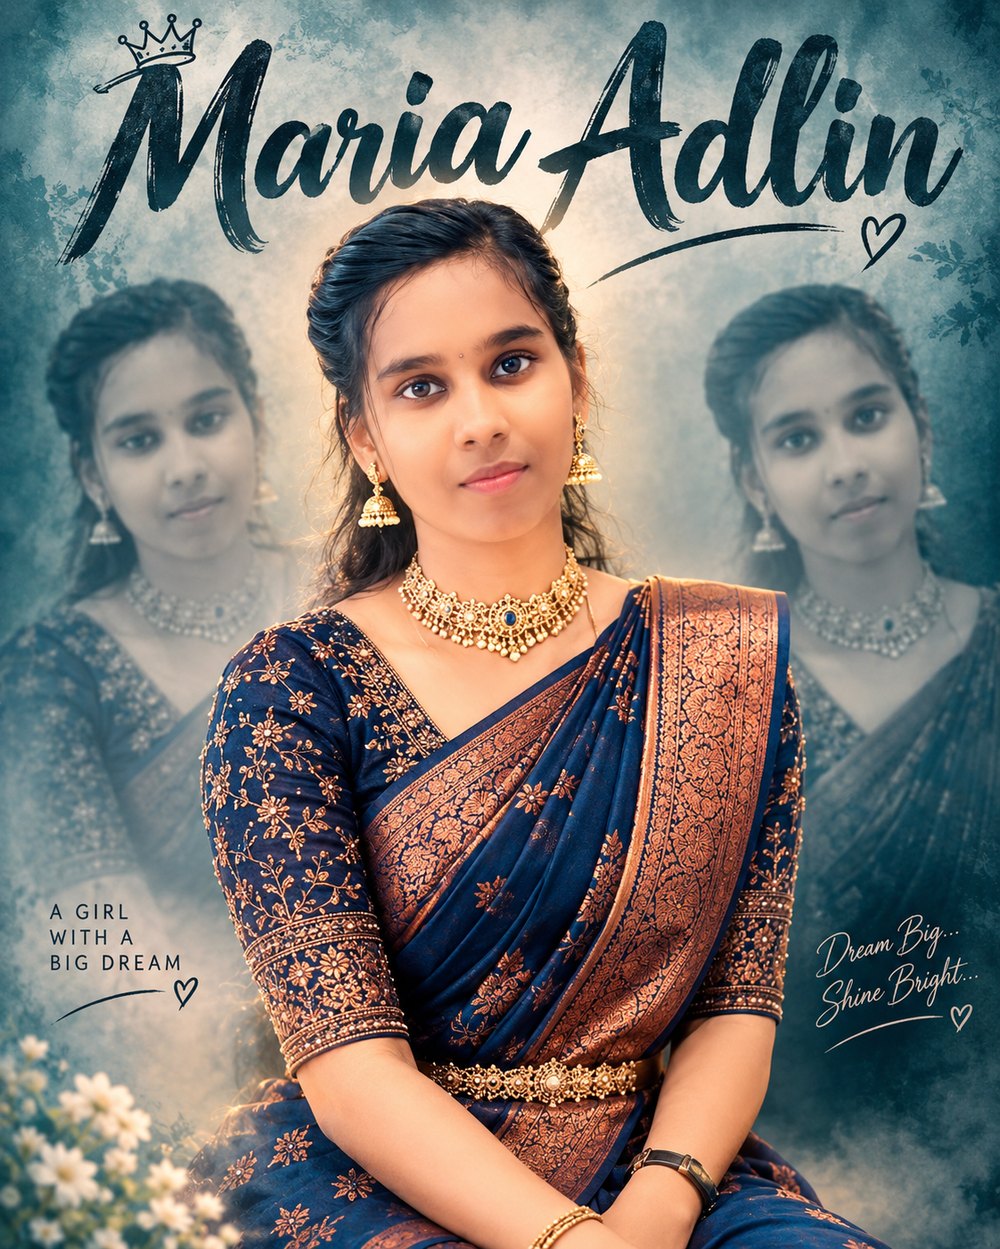 Maria Adlin
A GIRL
WITH A
BIG DREAM
Dream Big...
Shine Bright...